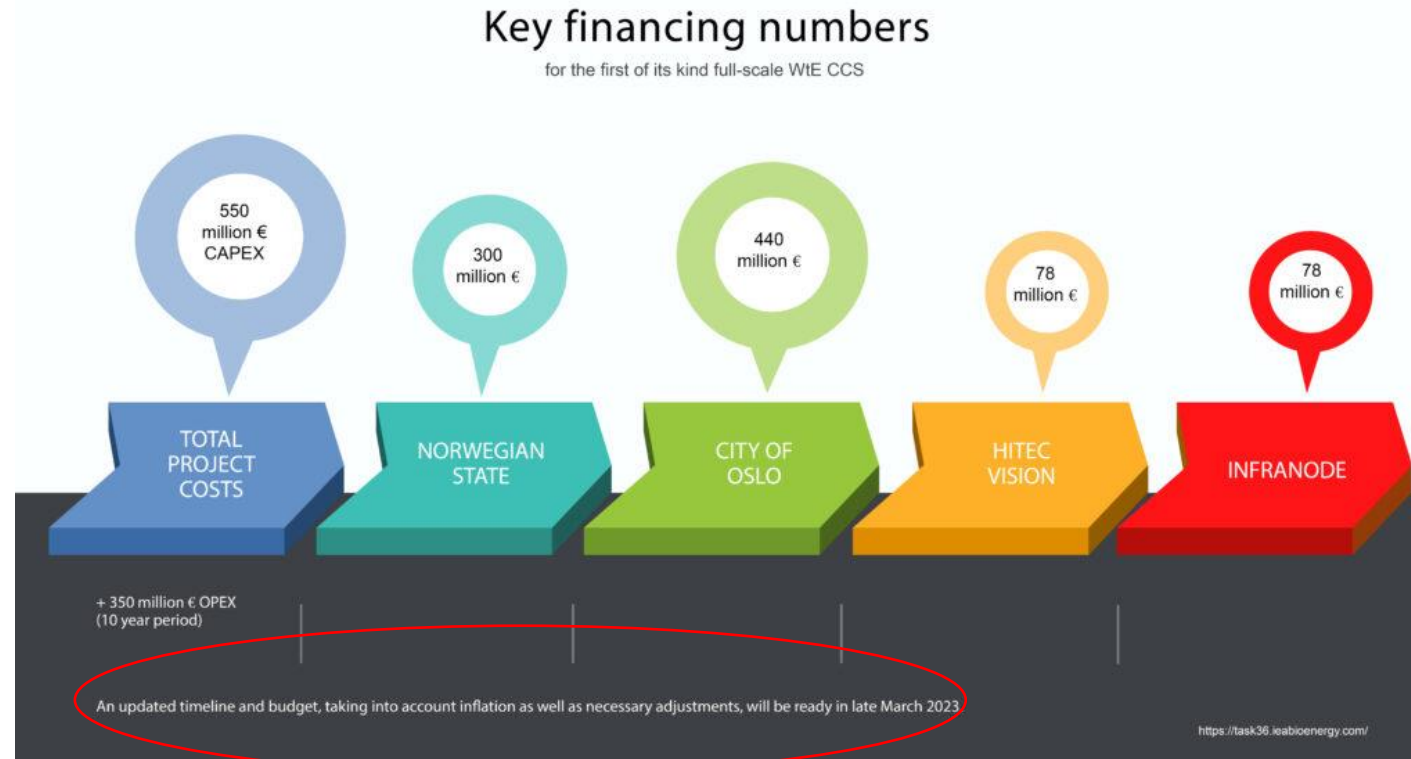 Key financing numbers
for the first of its kind full-scale WtE CCS
550
million €
CAPEX
300
million €
440
million €
78
million €
78
million €
TOTAL
PROJECT
COSTS
NORWEGIAN
STATE
CITY OF
OSLO
HITEC
VISION
INFRANODE
+ 350 million € OPEX
(10 year period)
An updated timeline and budget, taking into account inflation as well as necessary adjustments, will be ready in late March 2023
https://task36.ieabioenergy.com/